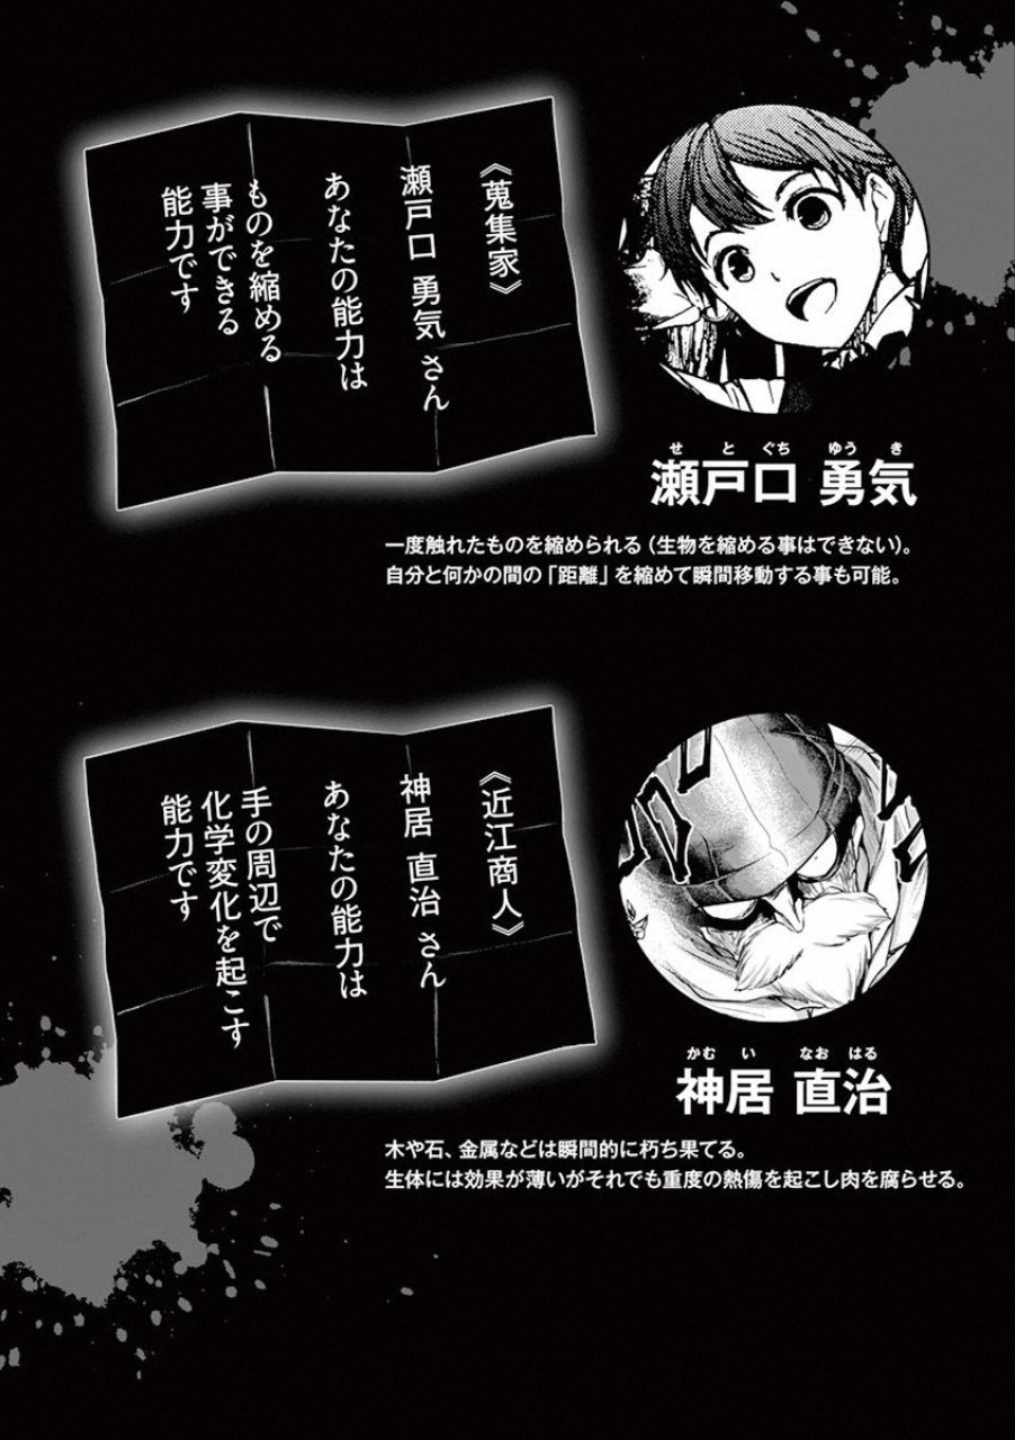 《蒐集家》
瀬戸口 勇気 さん
あなたの能力は
ものを縮める
事ができる
能力です
せ と ぐち ゆう き
瀬戸口 勇気
一度触れたものを縮められる（生物を縮める事はできない）。
自分と何かの間の「距離」を縮めて瞬間移動する事も可能。
《近江商人》
神居 直治 さん
あなたの能力は
手の周辺で
化学変化を起こす
能力です
かむ い なお はる
神居 直治
木や石、金属などは瞬間的に朽ち果てる。
生体には効果が薄いがそれでも重度の熱傷を起こし肉を腐らせる。